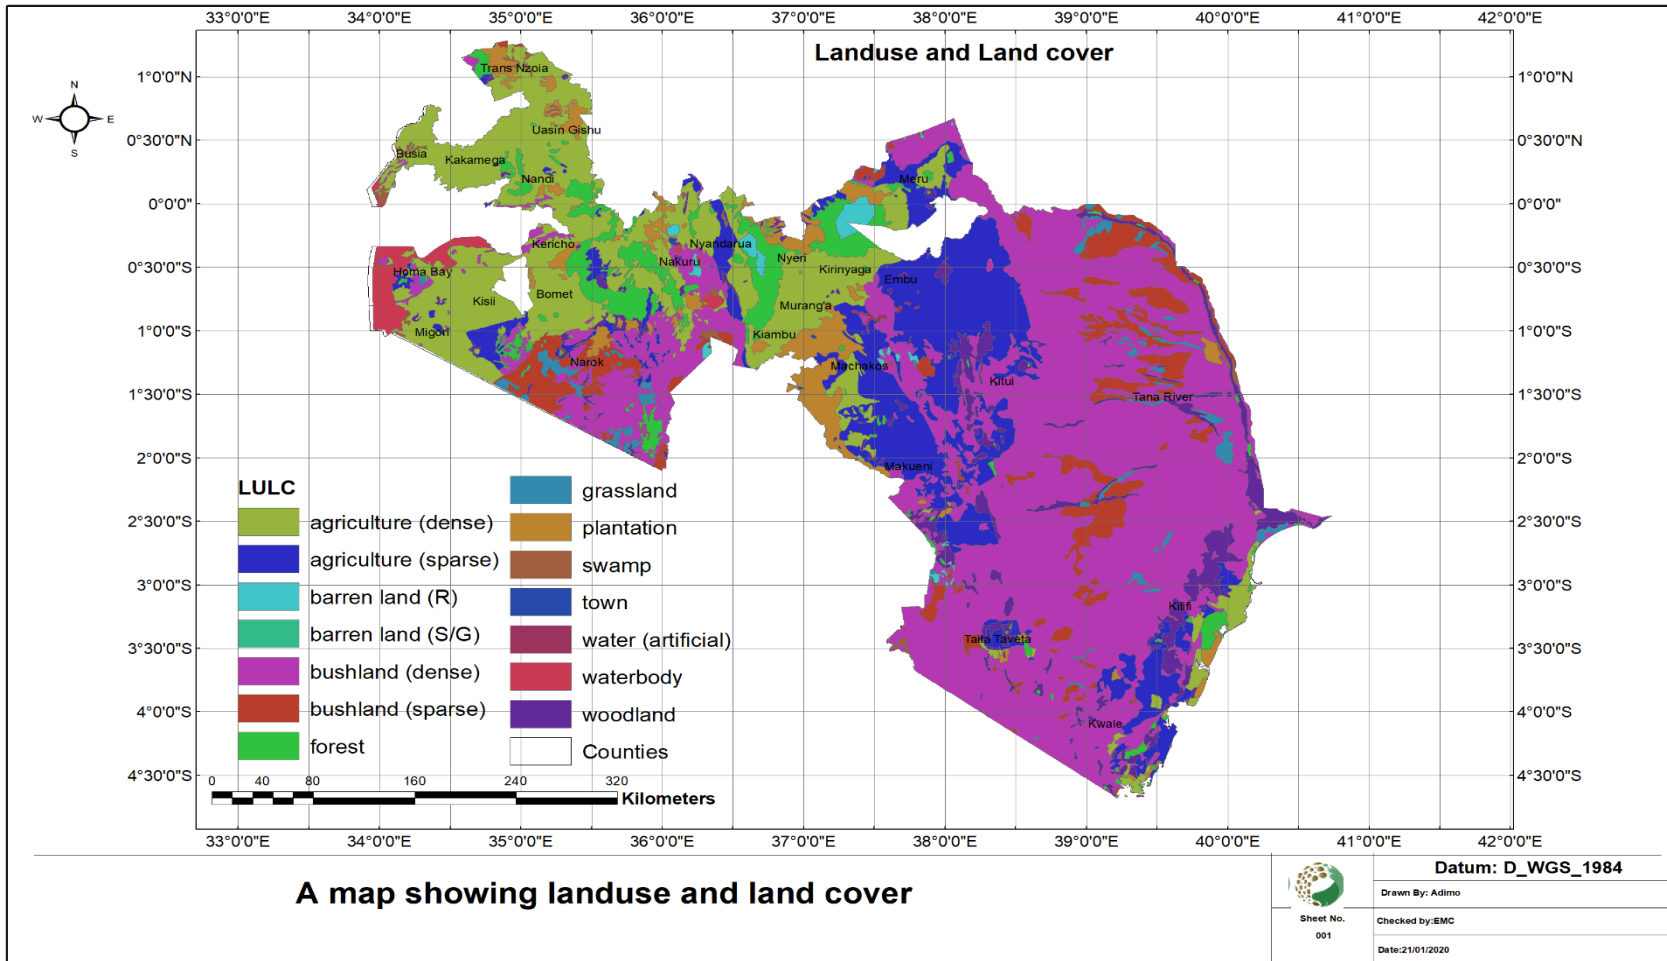 33°0'0"E 34°0'0"E 35°0'0"E 36°0'0"E 37°0'0"E 38°0'0"E 39°0'0"E 40°0'0"E 41°0'0"E 42°0'0"E
Landuse and Land cover
N
W E
S
1°0'0"N 1°0'0"N
0°30'0"N 0°30'0"N
0°0'0" 0°0'0"
0°30'0"S 0°30'0"S
1°0'0"S 1°0'0"S
1°30'0"S 1°30'0"S
2°0'0"S 2°0'0"S
2°30'0"S 2°30'0"S
3°0'0"S 3°0'0"S
3°30'0"S 3°30'0"S
4°0'0"S 4°0'0"S
4°30'0"S 4°30'0"S
Trans Nzoia
Uasin Gishu
Busia
Kakamega
Nandi
Meru
Kericho
Nyandarua
Nakuru
Nyeri
Homa Bay
Kirinyaga
Embu
Kisii
Bomet
Murang'a
Migori
Kiambu
Narok
Machakos
Kitui
Tana River
Makueni
Kilifi
Taita Taveta
Kwale
LULC
agriculture (dense)
agriculture (sparse)
barren land (R)
barren land (S/G)
bushland (dense)
bushland (sparse)
forest
grassland
plantation
swamp
town
water (artificial)
waterbody
woodland
Counties
0 40 80 160 240 320
Kilometers
33°0'0"E 34°0'0"E 35°0'0"E 36°0'0"E 37°0'0"E 38°0'0"E 39°0'0"E 40°0'0"E 41°0'0"E 42°0'0"E
A map showing landuse and land cover
Sheet No.
001
Datum: D_WGS_1984
Drawn By: Adimo
Checked by:EMC
Date:21/01/2020